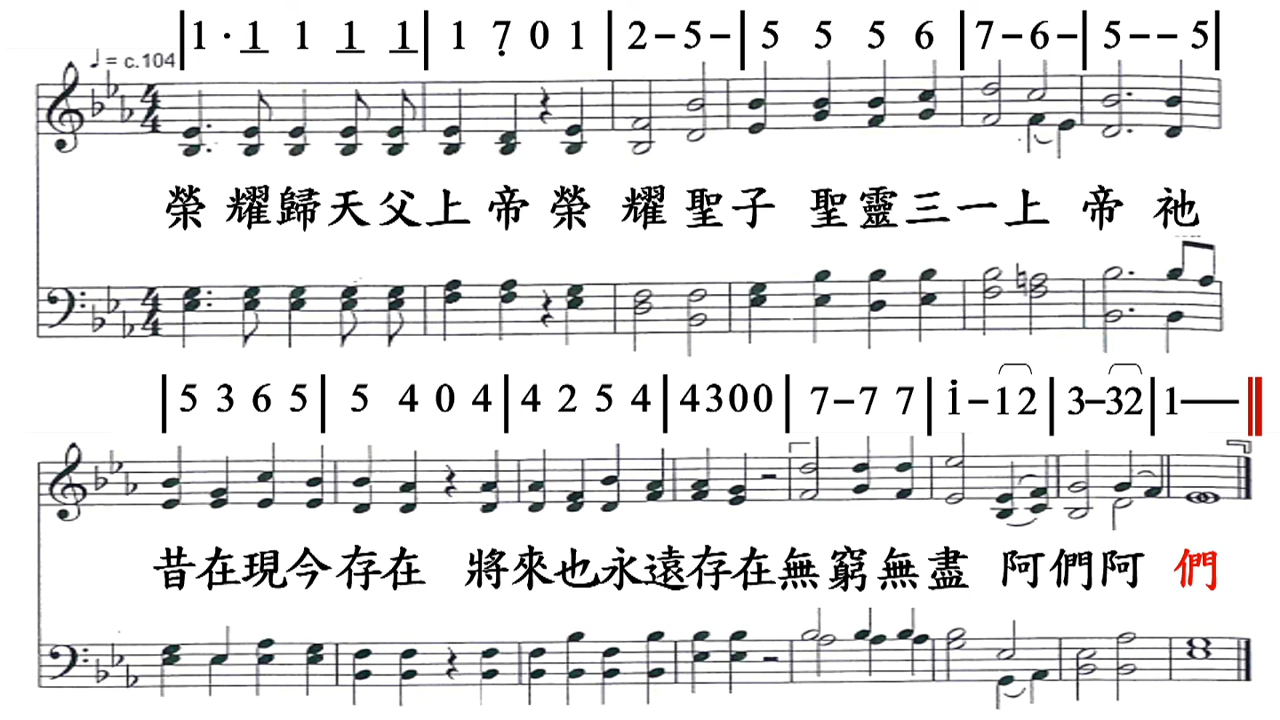 |1·1 1 1 1|1 7̣ 0 1|2–5–|5 5 5 6|7–6–|5––5|
♩= c.104
4/4
榮耀歸天父上帝榮耀聖子聖靈三一上帝祂
4/4
|5 3 6 5|5 4 0 4|4 2 5 4|4300|7–7 7|i–12|3–32|1——‖
昔在現今存在 將來也永遠存在無窮無盡 阿們阿們